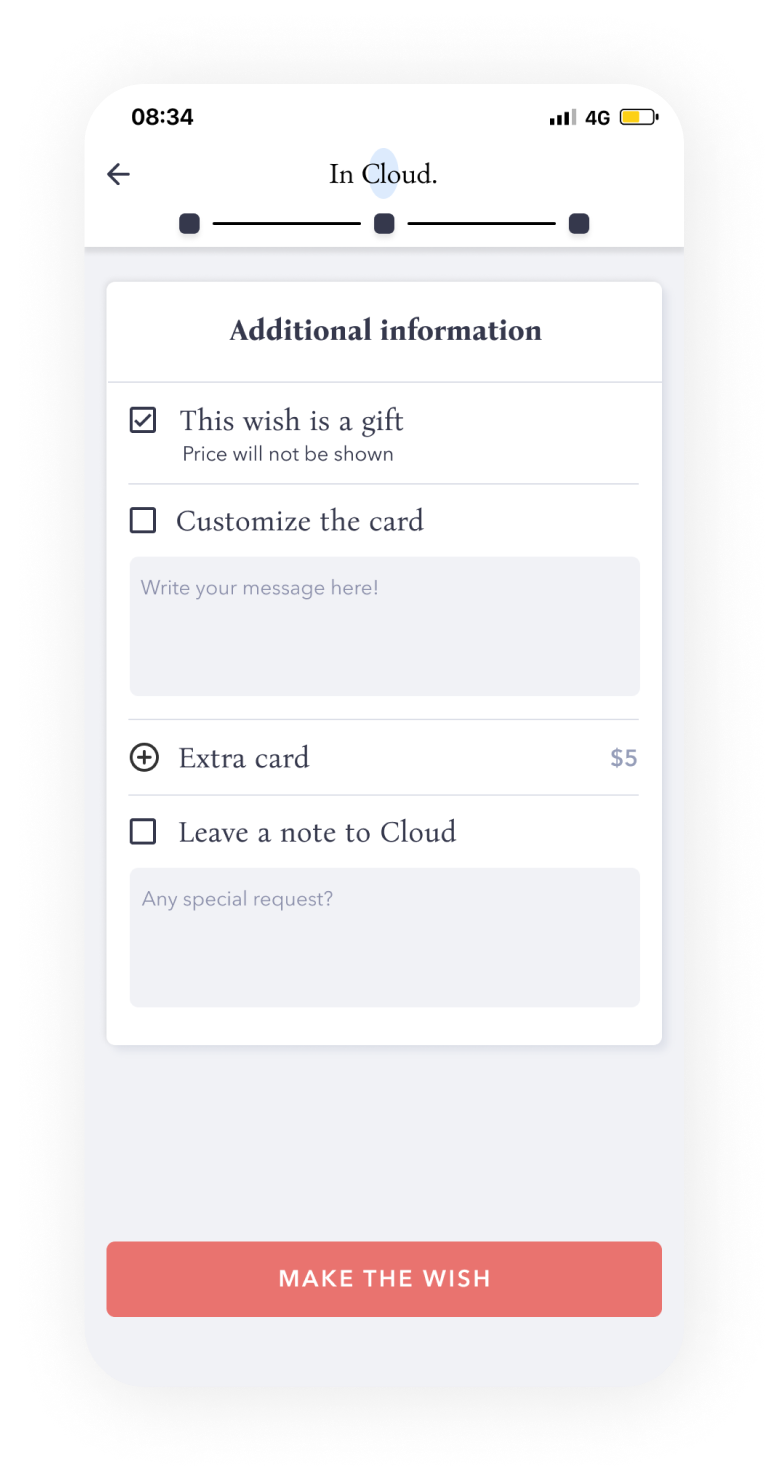 08:34
4G
In Cloud.
Additional information
This wish is a gift
Price will not be shown
Customize the card
Write your message here!
Extra card
$5
Leave a note to Cloud
Any special request?
MAKE THE WISH